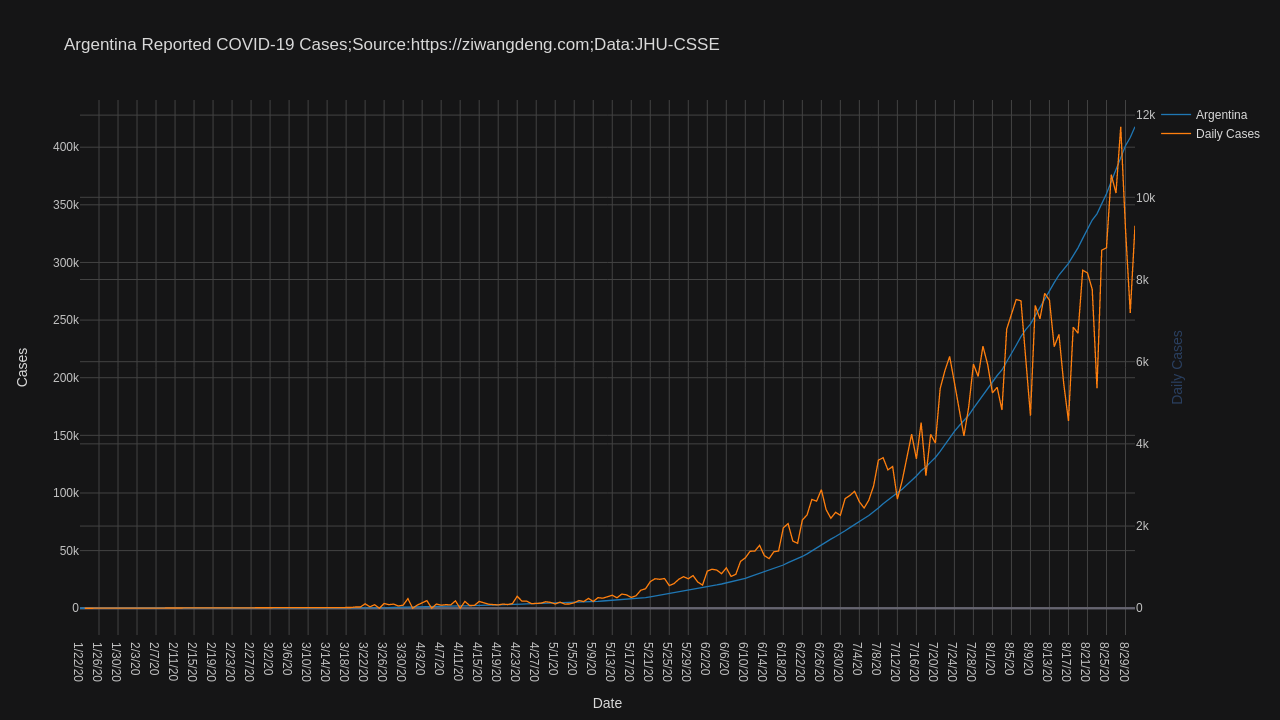 Argentina Reported COVID-19 Cases;Source:https://ziwangdeng.com;Data:JHU-CSSE
Argentina
Daily Cases
Cases
400k
350k
300k
250k
200k
150k
100k
50k
0
12k
10k
8k
6k
4k
2k
0
Daily Cases
1/22/20
1/26/20
1/30/20
2/3/20
2/7/20
2/11/20
2/15/20
2/19/20
2/23/20
2/27/20
3/2/20
3/6/20
3/10/20
3/14/20
3/18/20
3/22/20
3/26/20
3/30/20
4/3/20
4/7/20
4/11/20
4/15/20
4/19/20
4/23/20
4/27/20
5/1/20
5/5/20
5/9/20
5/13/20
5/17/20
5/21/20
5/25/20
5/29/20
6/2/20
6/6/20
6/10/20
6/14/20
6/18/20
6/22/20
6/26/20
6/30/20
7/4/20
7/8/20
7/12/20
7/16/20
7/20/20
7/24/20
7/28/20
8/1/20
8/5/20
8/9/20
8/13/20
8/17/20
8/21/20
8/25/20
8/29/20
Date